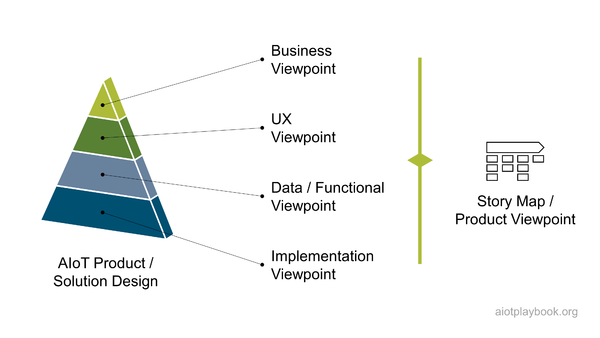 Business
Viewpoint
UX
Viewpoint
Data / Functional
Viewpoint
Implementation
Viewpoint
AIoT Product /
Solution Design
Story Map /
Product Viewpoint
aiotplaybook.org